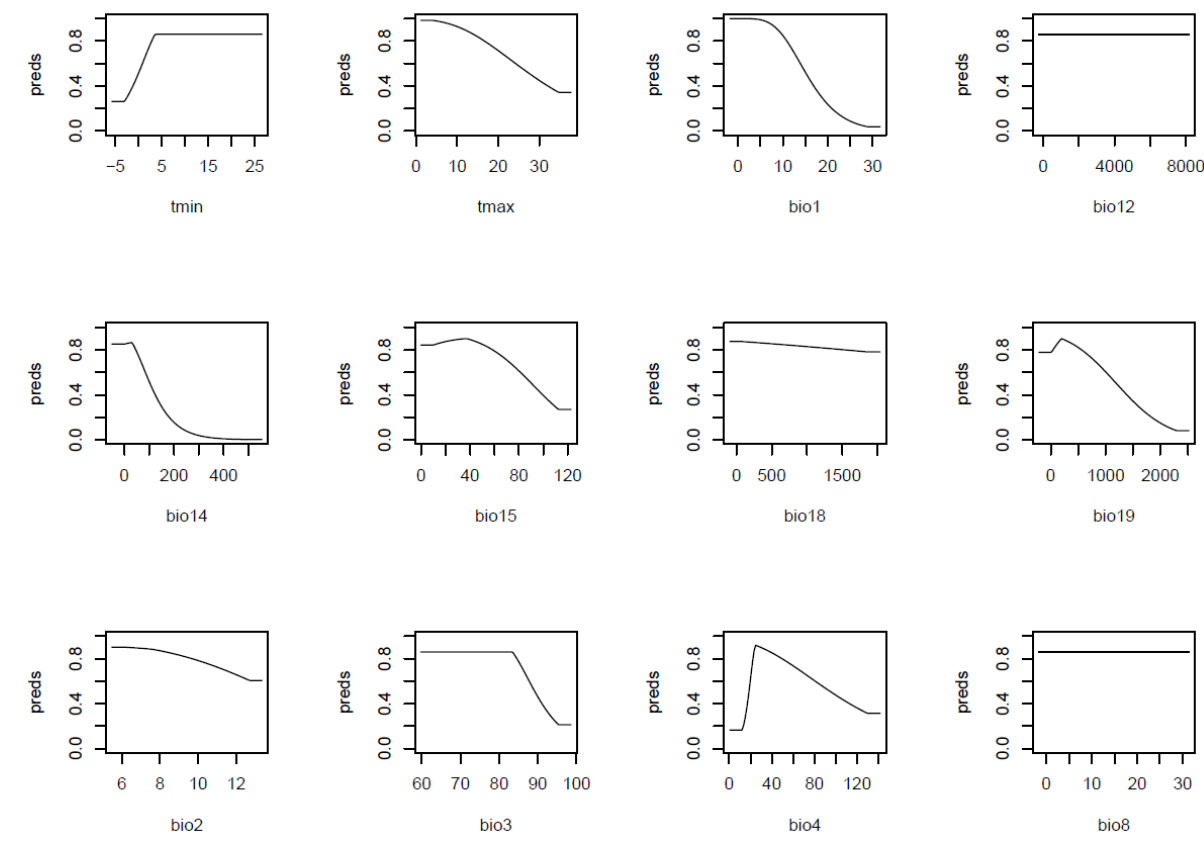 preds
0.0 0.4 0.8
−5 5 15 25
tmin
preds
0.0 0.4 0.8
0 10 20 30
tmax
preds
0.0 0.4 0.8
0 10 20 30
bio1
preds
0.0 0.4 0.8
0 4000 8000
bio12
preds
0.0 0.4 0.8
0 200 400
bio14
preds
0.0 0.4 0.8
0 40 80 120
bio15
preds
0.0 0.4 0.8
0 500 1500
bio18
preds
0.0 0.4 0.8
0 1000 2000
bio19
preds
0.0 0.4 0.8
6 8 10 12
bio2
preds
0.0 0.4 0.8
60 70 80 90 100
bio3
preds
0.0 0.4 0.8
0 40 80 120
bio4
preds
0.0 0.4 0.8
0 10 20 30
bio8